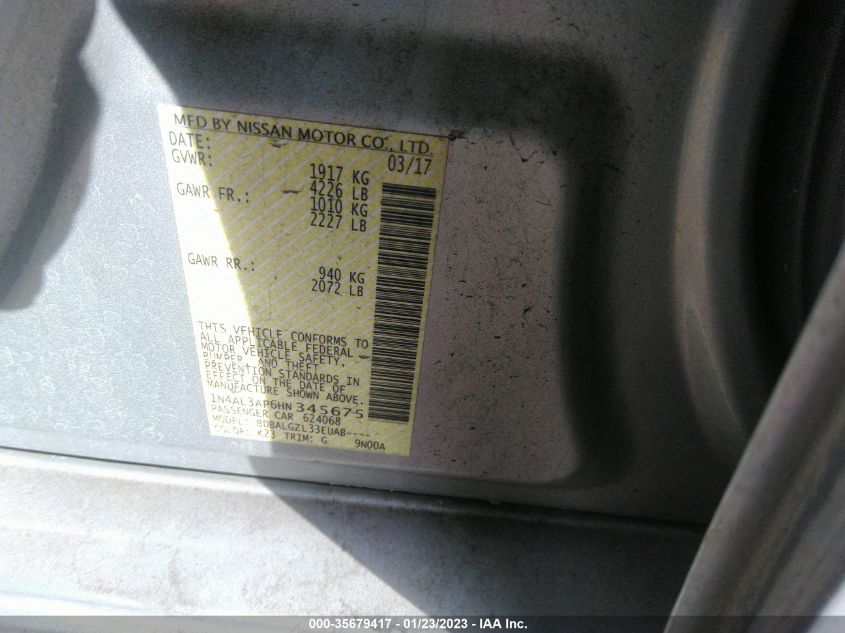 MFD BY NISSAN MOTOR CO., LTD.
DATE: 03/17
GVWR: 1917 KG
4226 LB
GAWR FR.: 1010 KG
2227 LB
GAWR RR.: 940 KG
2072 LB
THIS VEHICLE CONFORMS TO
ALL APPLICABLE FEDERAL
MOTOR VEHICLE SAFETY,
BUMPER, AND THEFT
PREVENTION STANDARDS IN
EFFECT ON THE DATE OF
MANUFACTURE SHOWN ABOVE.
1N4AL3AP6HN345675
PASSENGER CAR 624068
MODEL: BDBALGZL33EUAB----
COLOR: K23 TRIM: G 9N00A
000-35679417 - 01/23/2023 - IAA Inc.